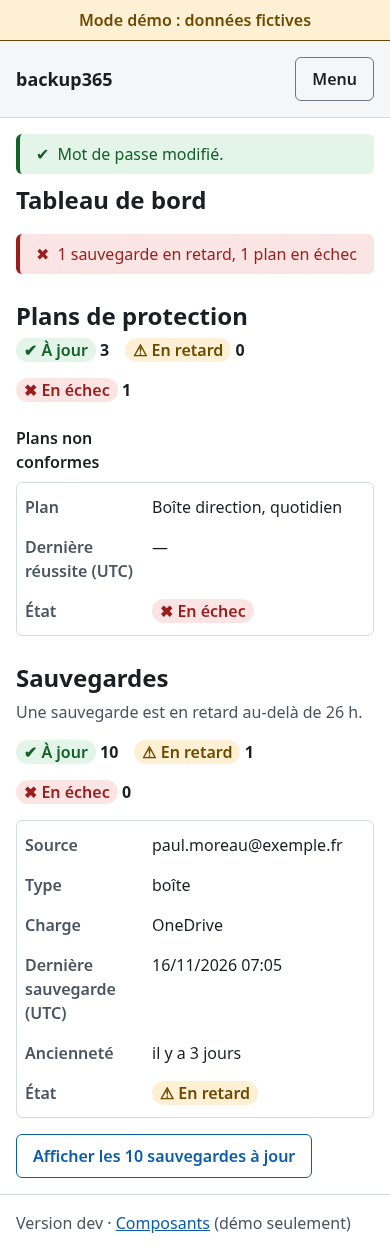 Mode démo : données fictives
backup365
Menu
✔ Mot de passe modifié.
Tableau de bord
✖ 1 sauvegarde en retard, 1 plan en échec
Plans de protection
✔ À jour 3 ⚠ En retard 0
✖ En échec 1
Plans non
conformes
Plan Boîte direction, quotidien
Dernière —
réussite (UTC)
État ✖ En échec
Sauvegardes
Une sauvegarde est en retard au-delà de 26 h.
✔ À jour 10 ⚠ En retard 1
✖ En échec 0
Source paul.moreau@exemple.fr
Type boîte
Charge OneDrive
Dernière 16/11/2026 07:05
sauvegarde
(UTC)
Ancienneté il y a 3 jours
État ⚠ En retard
Afficher les 10 sauvegardes à jour
Version dev · Composants (démo seulement)